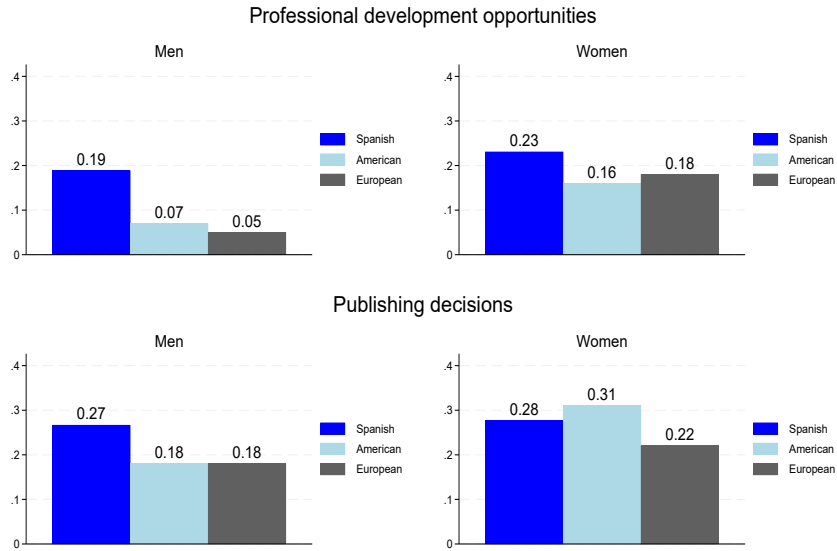 Professional development opportunities
Men
.4
.3
.2
.1
0
0.19
0.07
0.05
Spanish
American
European
Women
.4
.3
.2
.1
0
0.23
0.16
0.18
Spanish
American
European
Publishing decisions
Men
.4
.3
.2
.1
0
0.27
0.18
0.18
Spanish
American
European
Women
.4
.3
.2
.1
0
0.28
0.31
0.22
Spanish
American
European